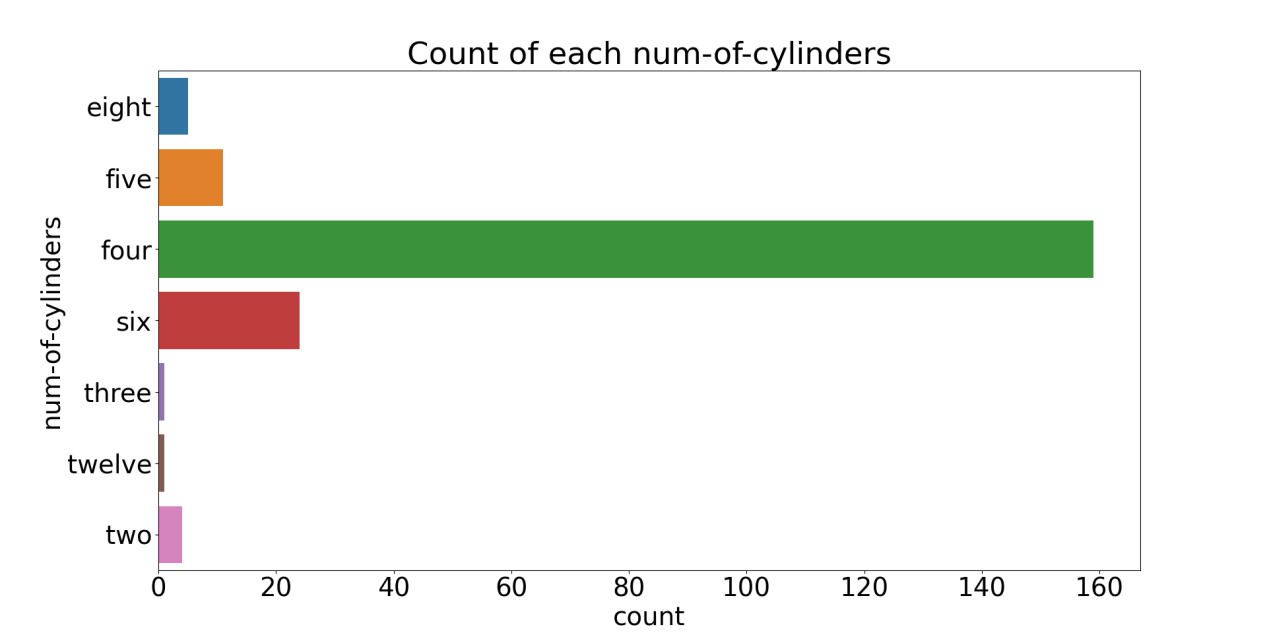 Count of each num-of-cylinders
eight
five
four
six
three
twelve
two
num-of-cylinders
0 20 40 60 80 100 120 140 160
count